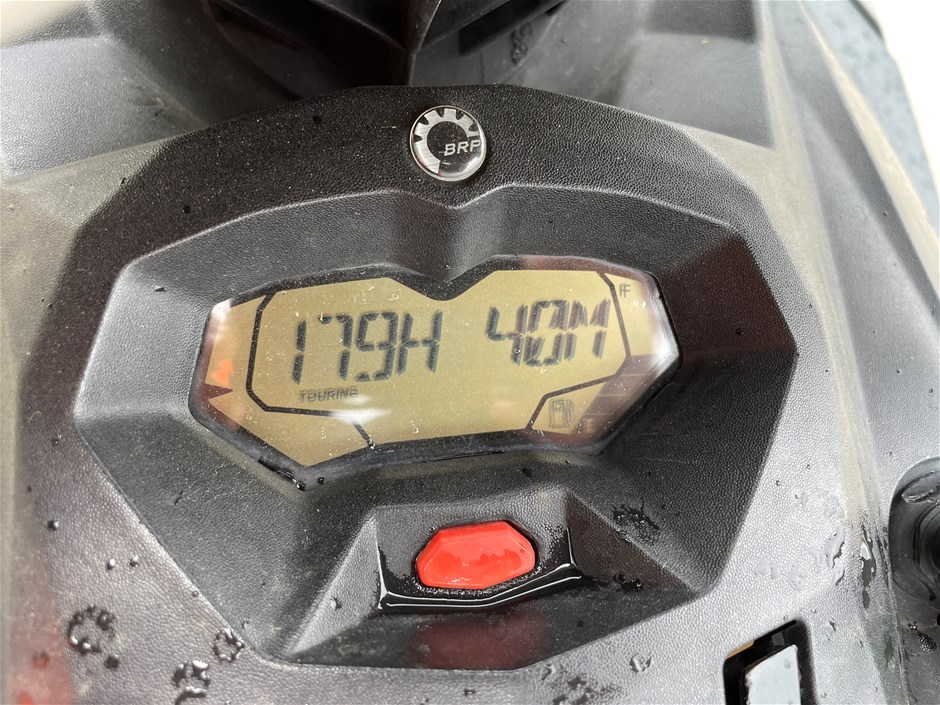 BRP
179H 40M
F
TOURING